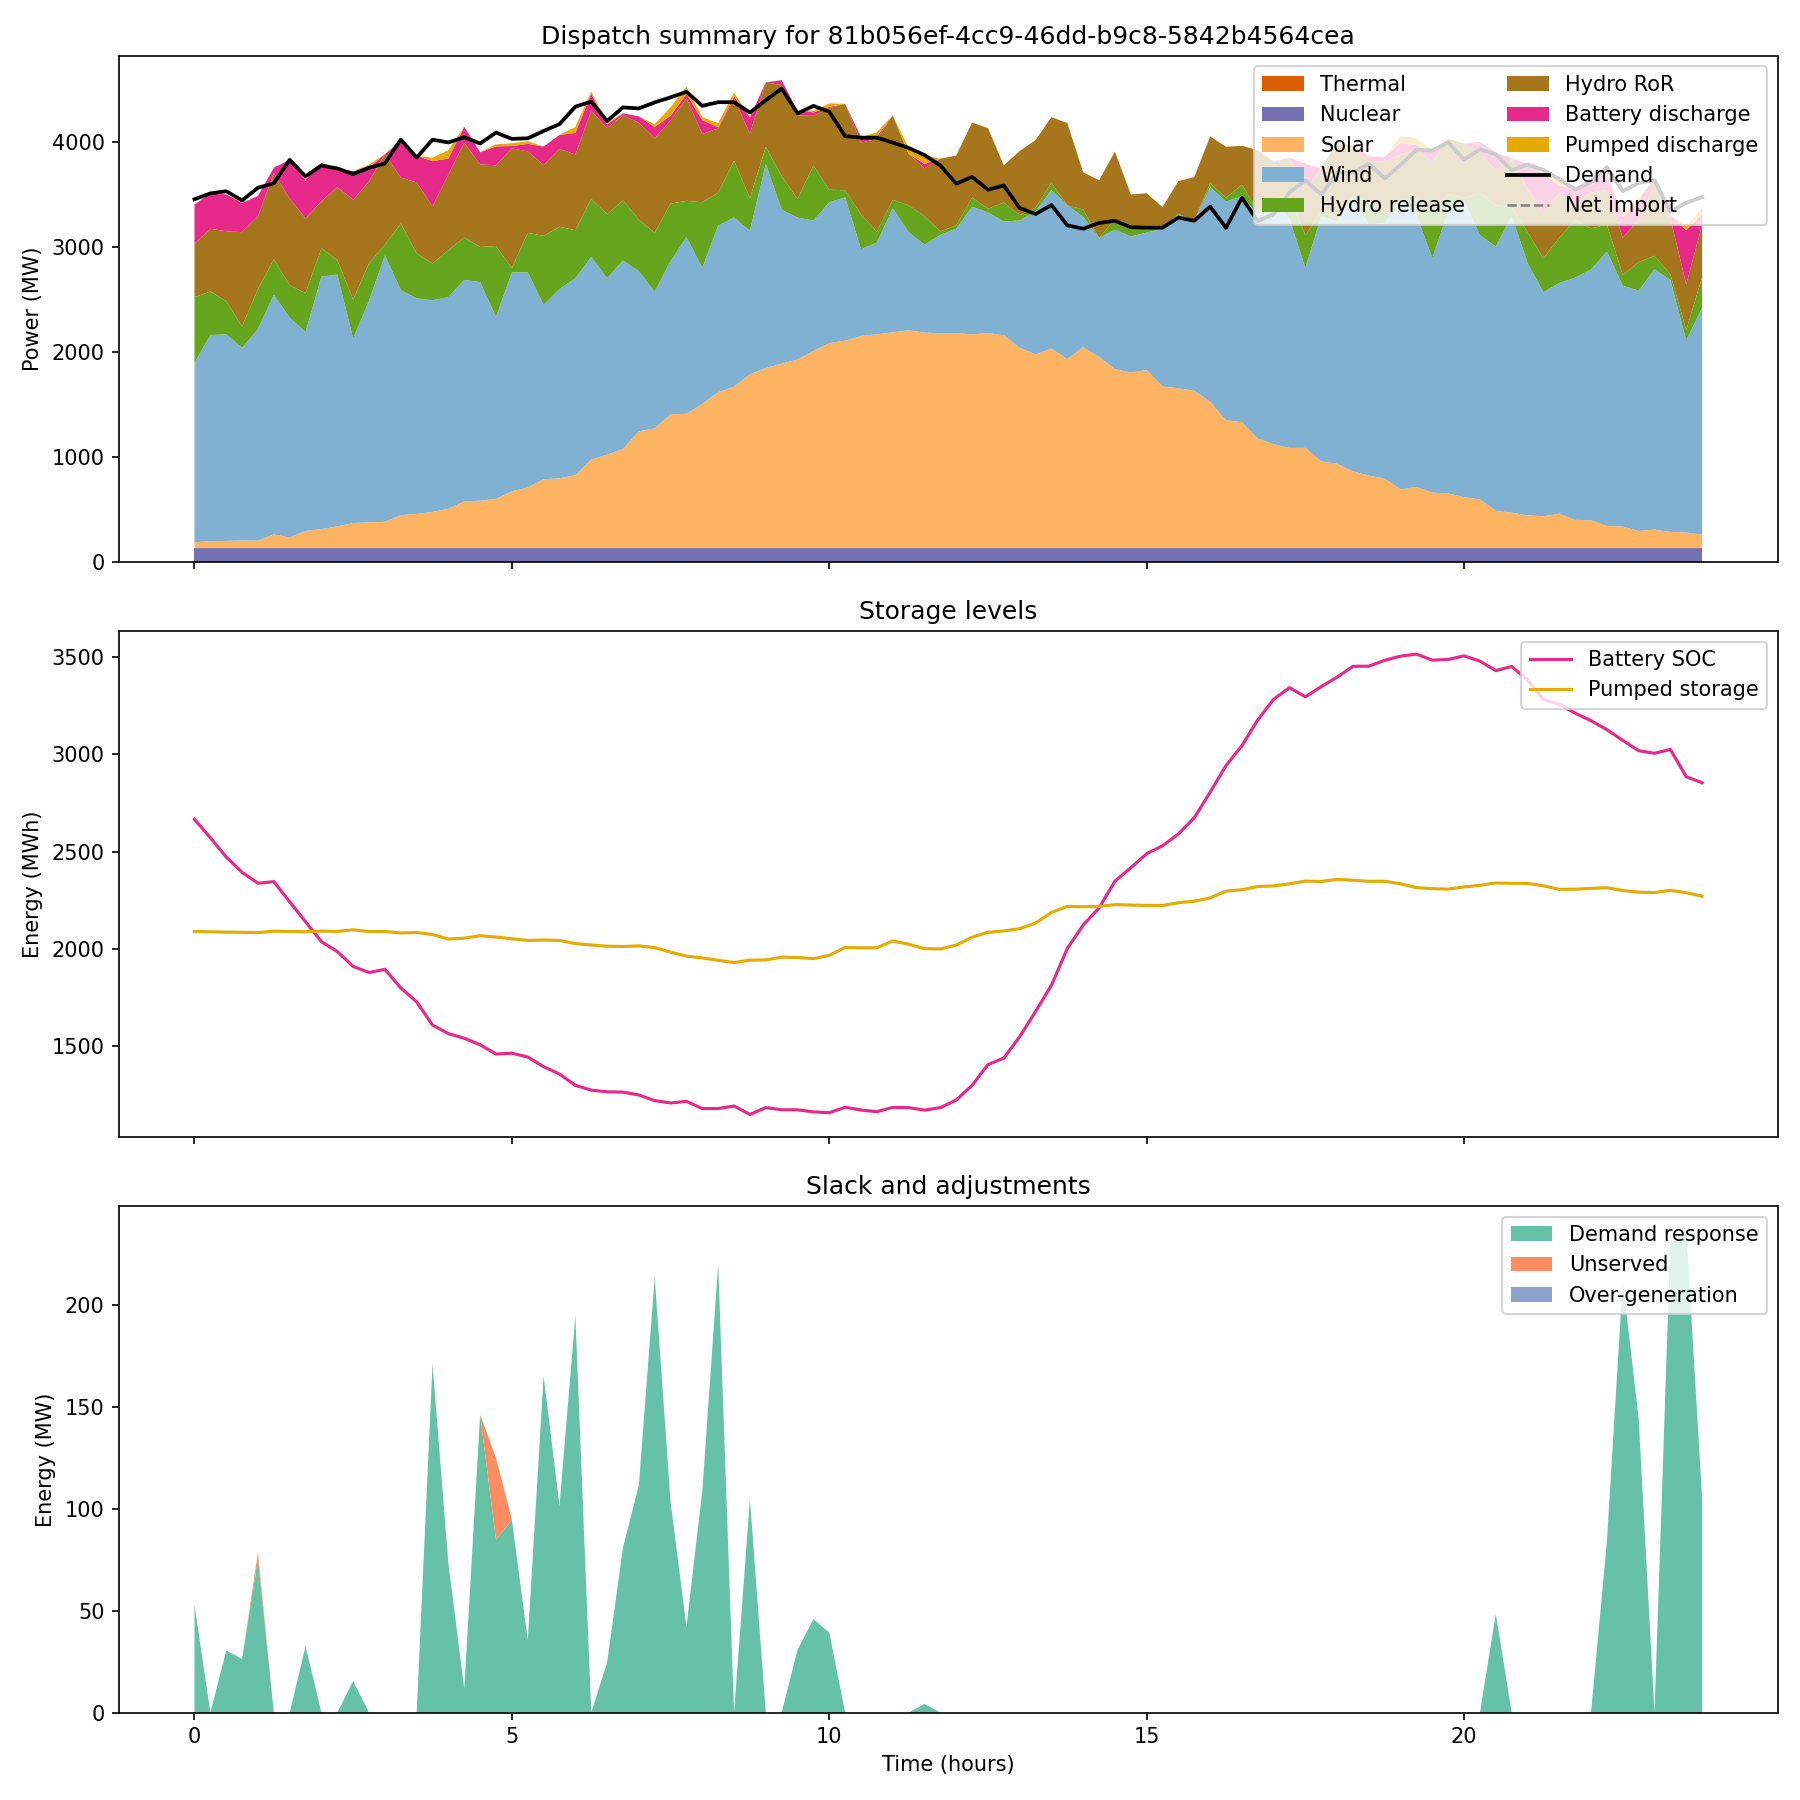 Dispatch summary for 81b056ef-4cc9-46dd-b9c8-5842b4564cea
Thermal
Nuclear
Solar
Wind
Hydro release
Hydro RoR
Battery discharge
Pumped discharge
Demand
Net import
Power (MW)
4000
3000
2000
1000
0
Storage levels
Battery SOC
Pumped storage
Energy (MWh)
3500
3000
2500
2000
1500
Slack and adjustments
Demand response
Unserved
Over-generation
Energy (MW)
200
150
100
50
0
0 5 10 15 20
Time (hours)